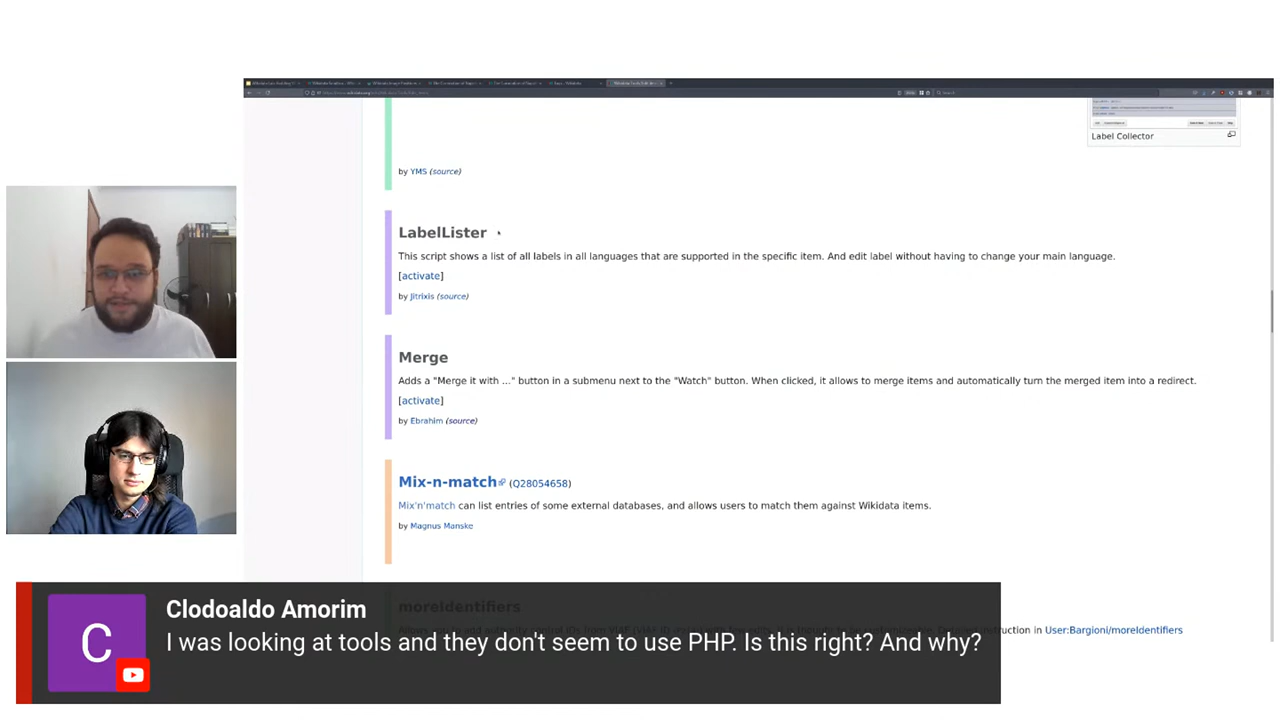 Label Collector
by YMS (source)
LabelLister
This script shows a list of all labels in all languages that are supported in the specific item. And edit label without having to change your main language.
[activate]
by Jitrixis (source)
Merge
Adds a "Merge it with ..." button in a submenu next to the "Watch" button. When clicked, it allows to merge items and automatically turn the merged item into a redirect.
[activate]
by Ebrahim (source)
Mix-n-match (Q28054658)
Mix'n'match can list entries of some external databases, and allows users to match them against Wikidata items.
by Magnus Manske
moreIdentifiers
instruction in User:Bargioni/moreIdentifiers
C
Clodoaldo Amorim
I was looking at tools and they don't seem to use PHP. Is this right? And why?